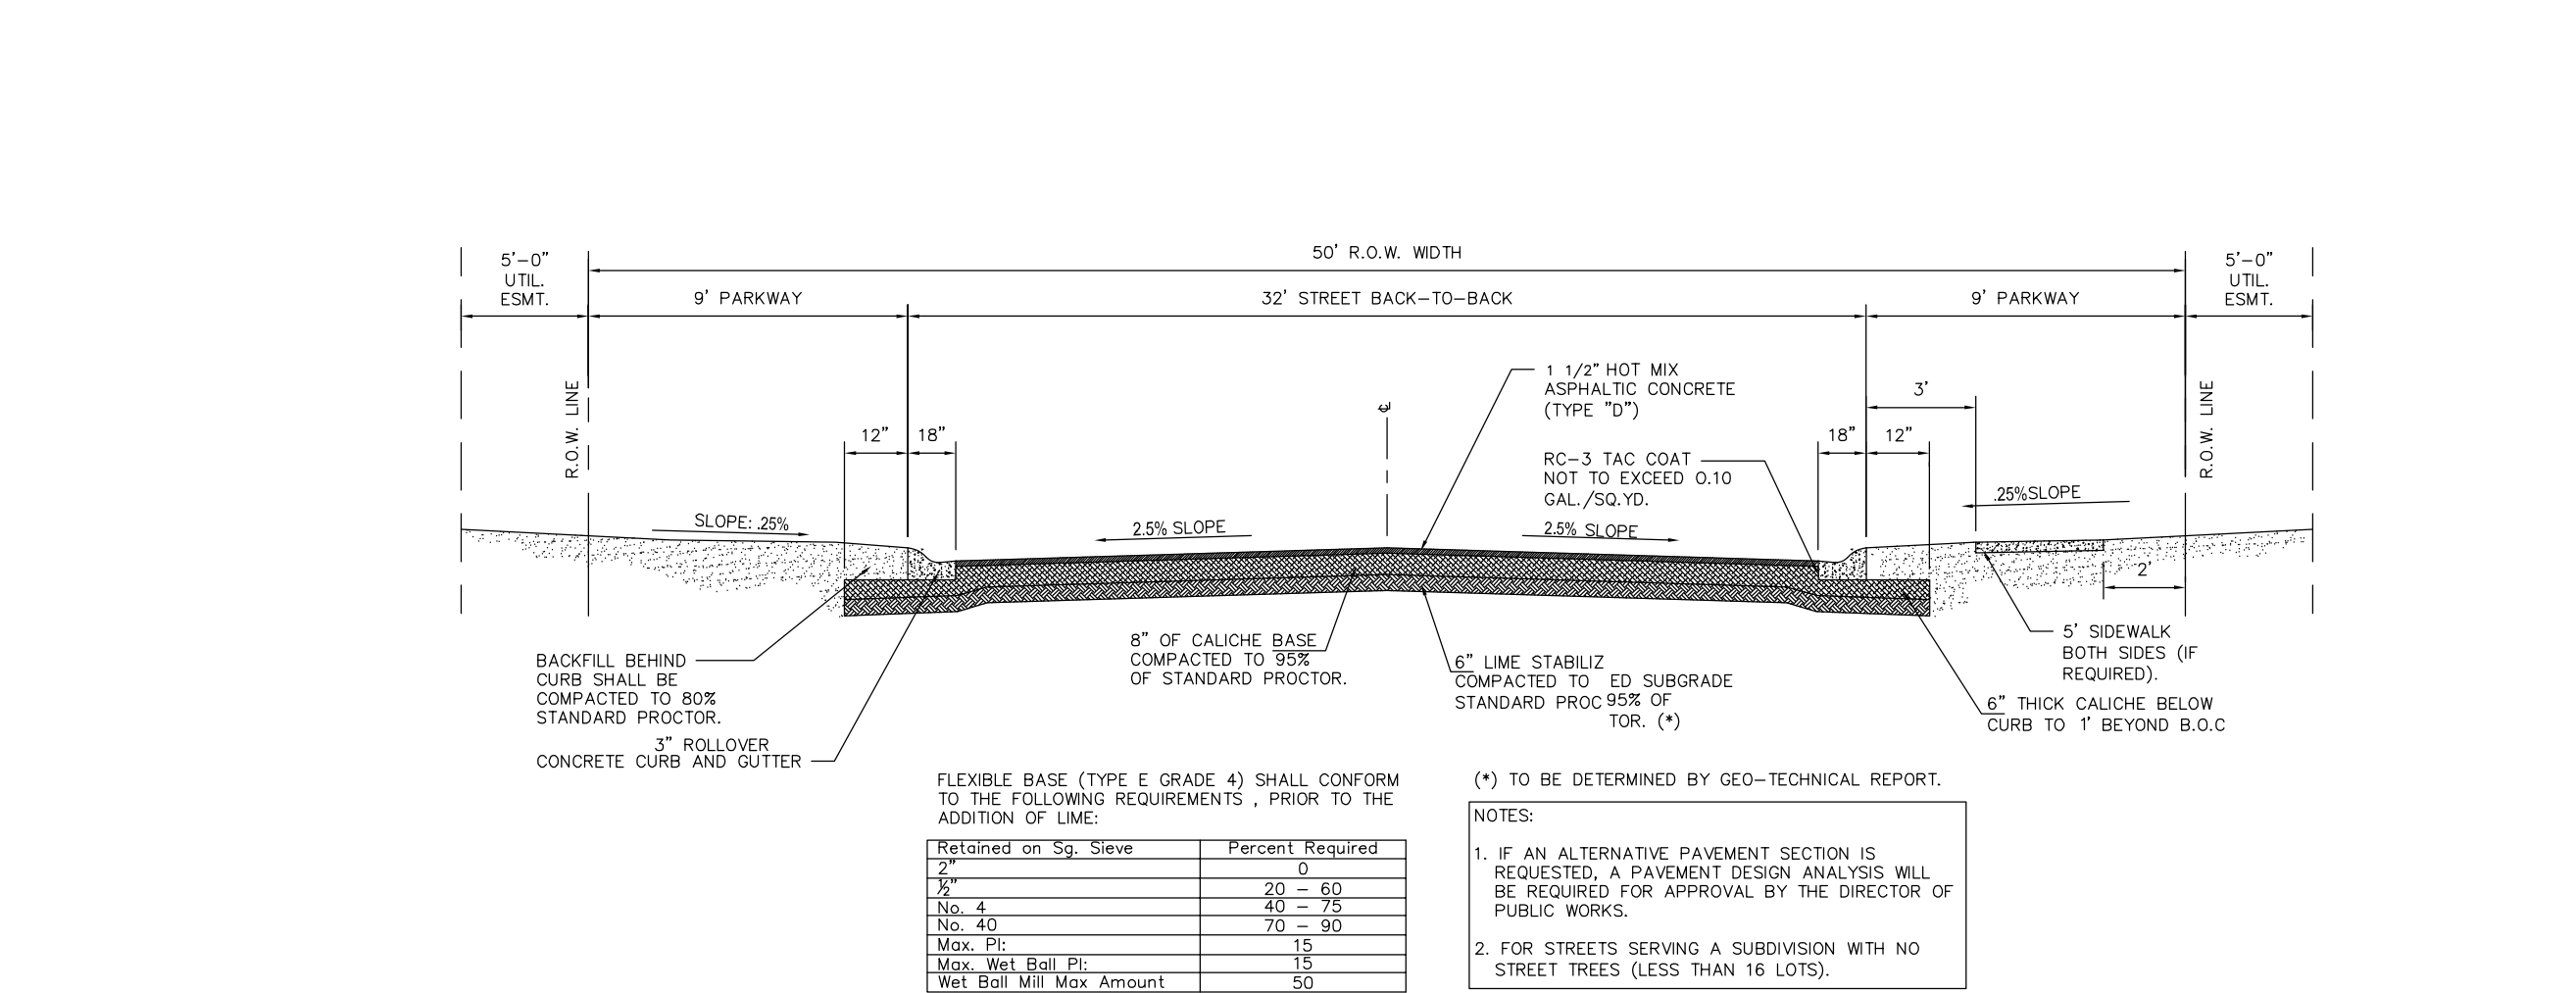 50' R.O.W. WIDTH
5'-0"
UTIL.
ESMT.
9' PARKWAY
32' STREET BACK-TO-BACK
9' PARKWAY
5'-0"
UTIL.
ESMT.
R.O.W. LINE
12"
18"
℄
1 1/2" HOT MIX
ASPHALTIC CONCRETE
(TYPE "D")
RC-3 TAC COAT
NOT TO EXCEED 0.10
GAL./SQ.YD.
18"
12"
3'
R.O.W. LINE
SLOPE: .25%
2.5% SLOPE
2.5% SLOPE
.25% SLOPE
2'
BACKFILL BEHIND
CURB SHALL BE
COMPACTED TO 80%
STANDARD PROCTOR.
3" ROLLOVER
CONCRETE CURB AND GUTTER
8" OF CALICHE BASE
COMPACTED TO 95%
OF STANDARD PROCTOR.
6" LIME STABILIZ
COMPACTED TO ED SUBGRADE
STANDARD PROC 95% OF
TOR. (*)
5' SIDEWALK
BOTH SIDES (IF
REQUIRED).
6" THICK CALICHE BELOW
CURB TO 1' BEYOND B.O.C
FLEXIBLE BASE (TYPE E GRADE 4) SHALL CONFORM
TO THE FOLLOWING REQUIREMENTS , PRIOR TO THE
ADDITION OF LIME:
Retained on Sg. Sieve Percent Required
2" 0
½" 20 - 60
No. 4 40 - 75
No. 40 70 - 90
Max. PI: 15
Max. Wet Ball PI: 15
Wet Ball Mill Max Amount 50
(*) TO BE DETERMINED BY GEO-TECHNICAL REPORT.
NOTES:
1. IF AN ALTERNATIVE PAVEMENT SECTION IS
REQUESTED, A PAVEMENT DESIGN ANALYSIS WILL
BE REQUIRED FOR APPROVAL BY THE DIRECTOR OF
PUBLIC WORKS.
2. FOR STREETS SERVING A SUBDIVISION WITH NO
STREET TREES (LESS THAN 16 LOTS).